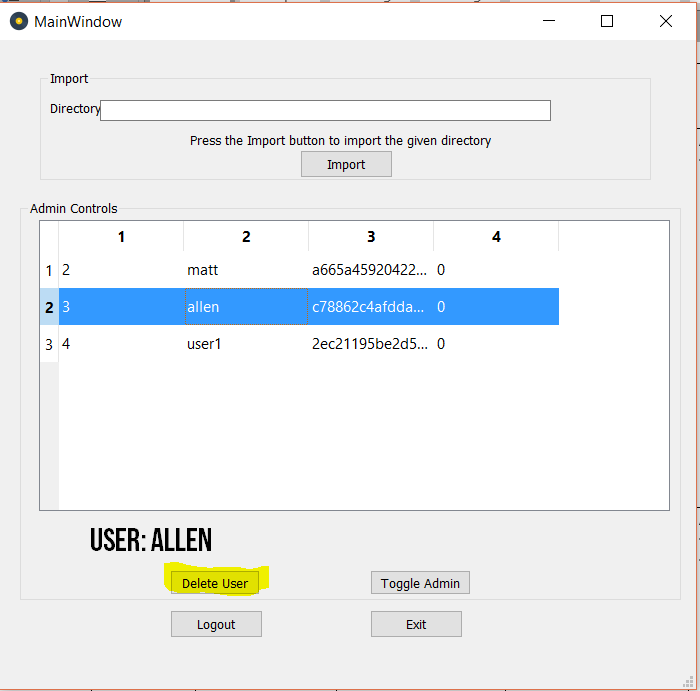 MainWindow
Import
Directory
Press the Import button to import the given directory
Import
Admin Controls
1 2 3 4
1 2 matt a665a45920422... 0
2 3 allen c78862c4afdda... 0
3 4 user1 2ec21195be2d5... 0
USER: ALLEN
Delete User Toggle Admin
Logout Exit